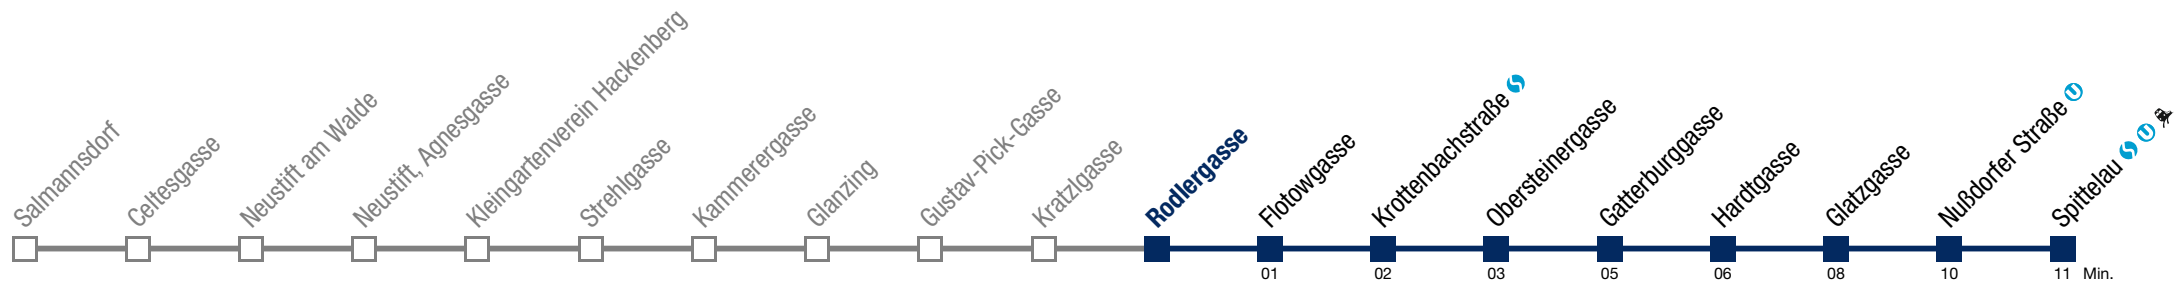 Salmannsdorf
Celtesgasse
Neustift am Walde
Neustift, Agnesgasse
Kleingartenverein Hackenberg
Strehlgasse
Kammerergasse
Glanzing
Gustav-Pick-Gasse
Kratzlgasse
Rodlergasse
Flotowgasse
Krottenbachstraße S
Obersteinergasse
Gatterburggasse
Hardtgasse
Glatzgasse
Nußdorfer Straße U
Spittelau S U
01 02 03 05 06 08 10 11 Min.